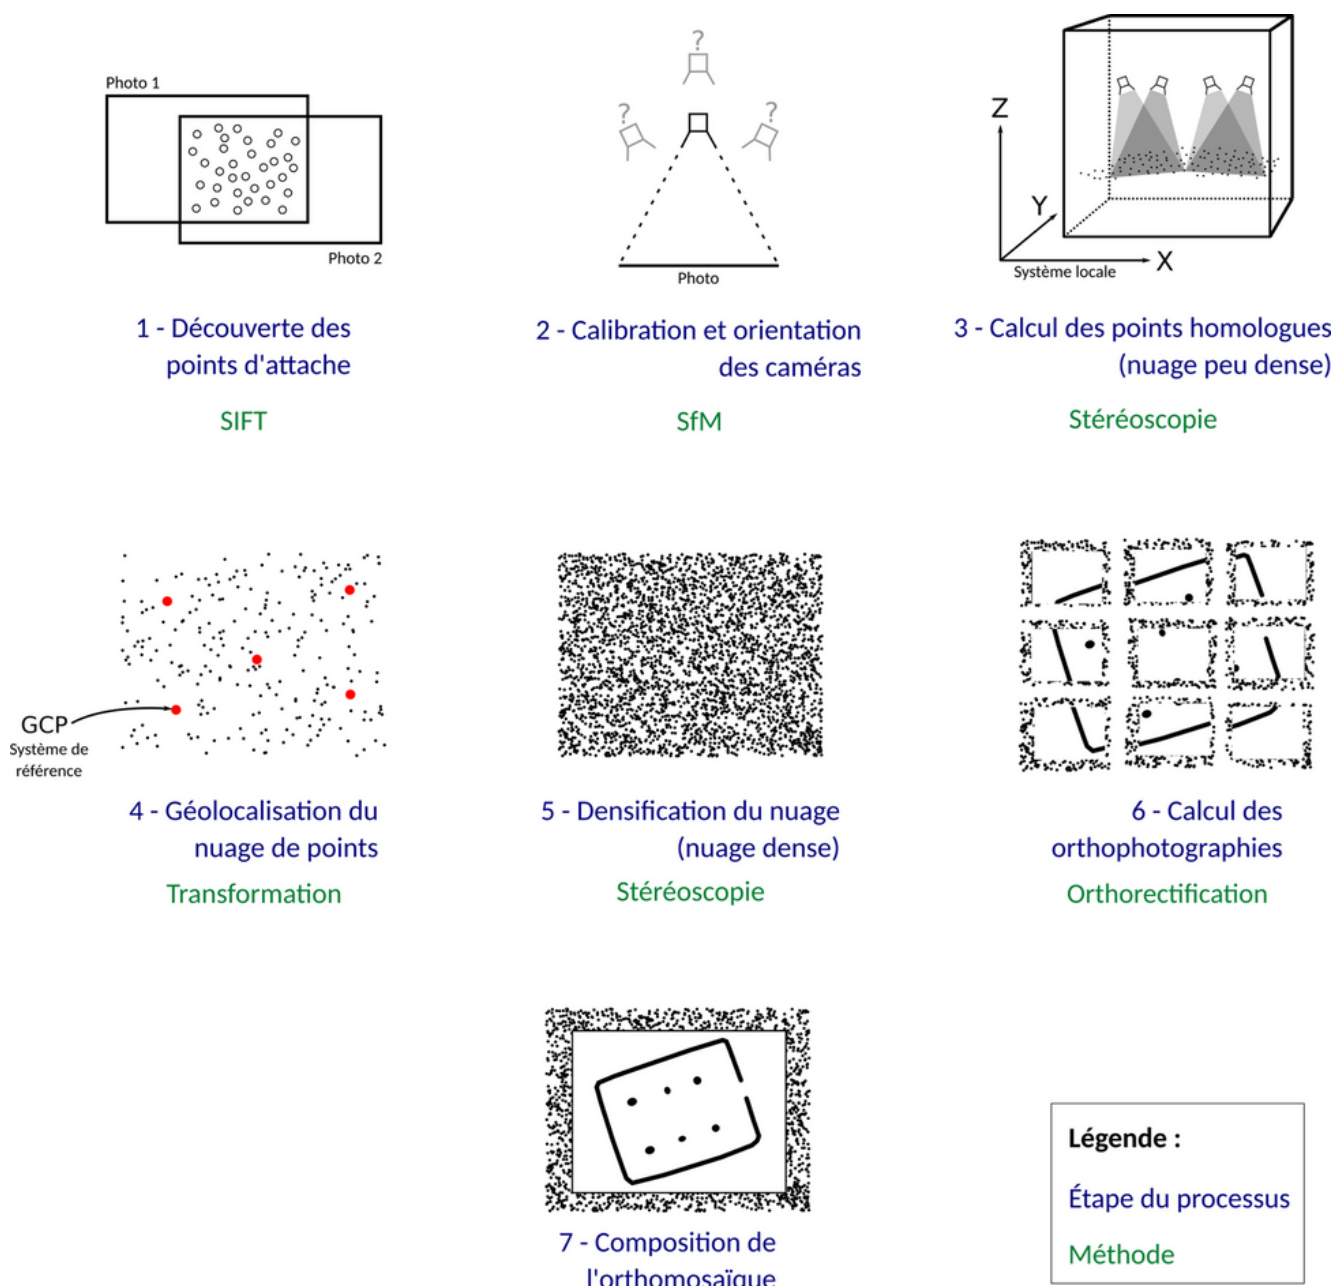 Photo 1
Photo 2
1 - Découverte des
points d'attache
SIFT
?
?
?
Photo
2 - Calibration et orientation
des caméras
SfM
Z
Y
X
Système locale
3 - Calcul des points homologues
(nuage peu dense)
Stéréoscopie
GCP
Système de
référence
4 - Géolocalisation du
nuage de points
Transformation
5 - Densification du nuage
(nuage dense)
Stéréoscopie
6 - Calcul des
orthophotographies
Orthorectification
7 - Composition de
l'orthomosaïque
Légende :
Étape du processus
Méthode